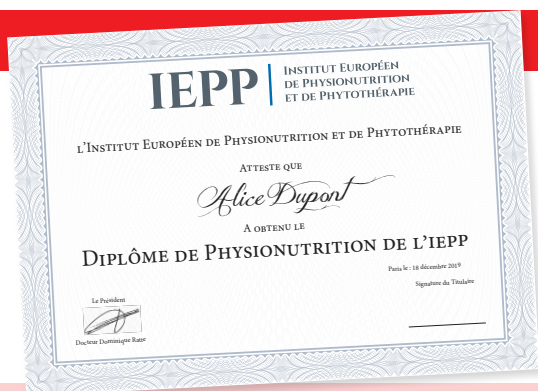 IEPP
INSTITUT EUROPÉEN
DE PHYSIONUTRITION
ET DE PHYTOTHÉRAPIE
L'INSTITUT EUROPÉEN DE PHYSIONUTRITION ET DE PHYTOTHÉRAPIE
ATTESTE QUE
Alice Dupont
A OBTENU LE
DIPLÔME DE PHYSIONUTRITION DE L'IEPP
Paris le : 18 décembre 2019
Signature du Titulaire
Le Président
Docteur Dominique Rueff